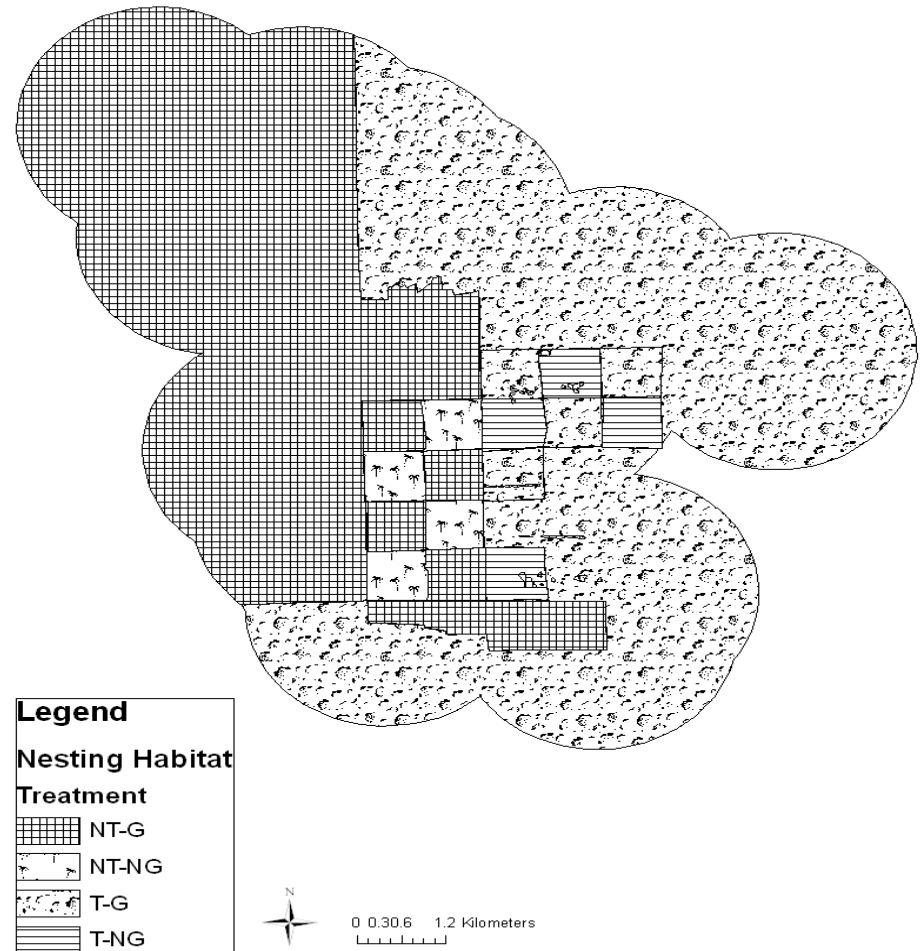 Legend
Nesting Habitat
Treatment
NT-G
NT-NG
T-G
T-NG
N
0 0.30.6 1.2 Kilometers